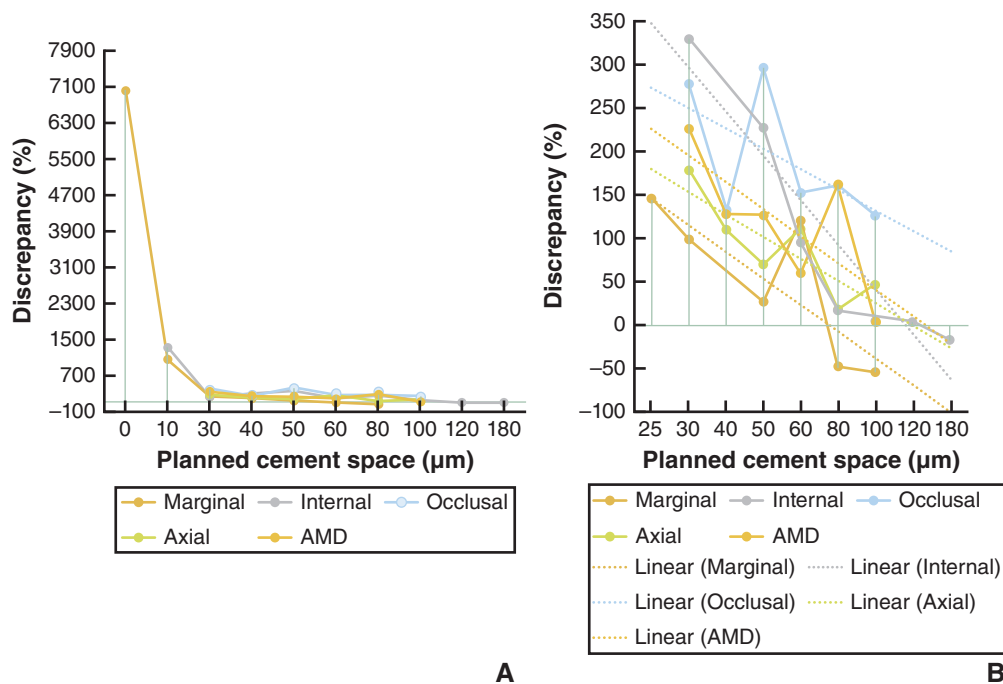 7900
7100
6300
5500
4700
3900
3100
2300
1500
700
−100
Discrepancy (%)
0 10 30 40 50 60 80 100 120 180
Planned cement space (µm)
Marginal Internal Occlusal
Axial AMD
A
350
300
250
200
150
100
50
0
−50
−100
Discrepancy (%)
25 30 40 50 60 80 100 120 180
Planned cement space (µm)
Marginal Internal Occlusal
Axial AMD
Linear (Marginal) Linear (Internal)
Linear (Occlusal) Linear (Axial)
Linear (AMD)
B